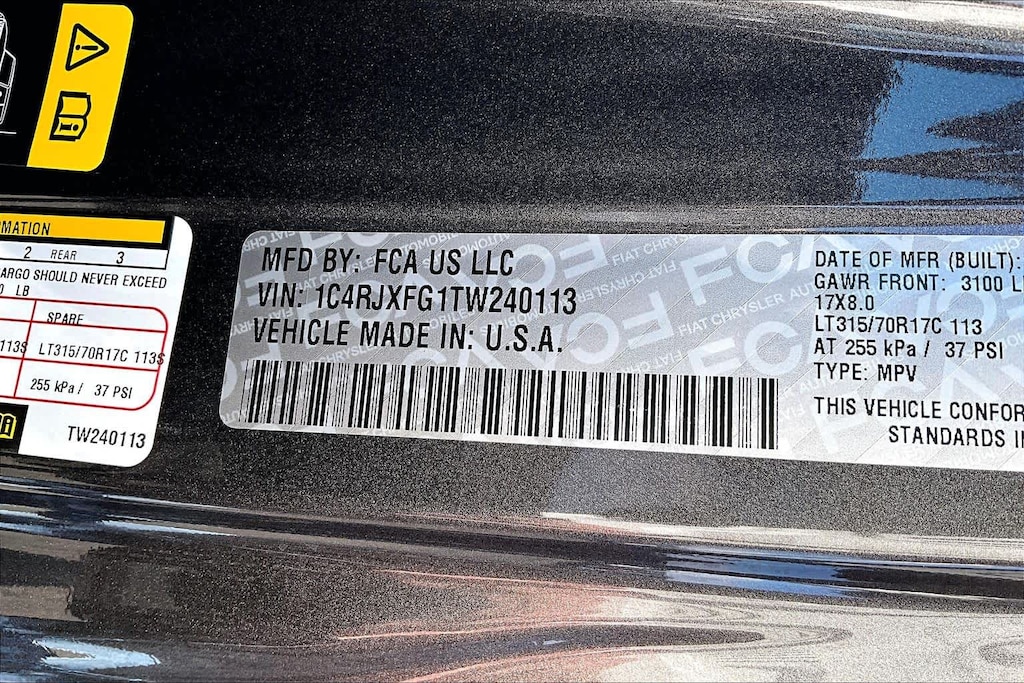 MATION
2 REAR 3
ARGO SHOULD NEVER EXCEED
0 LB
SPARE
113S LT315/70R17C 113S
255 kPa / 37 PSI
TW240113
MFD BY: FCA US LLC
VIN: 1C4RJXFG1TW240113
VEHICLE MADE IN: U.S.A.
DATE OF MFR (BUILT):
GAWR FRONT: 3100 L
17X8.0
LT315/70R17C 113
AT 255 kPa / 37 PSI
TYPE: MPV
THIS VEHICLE CONFOR
STANDARDS I